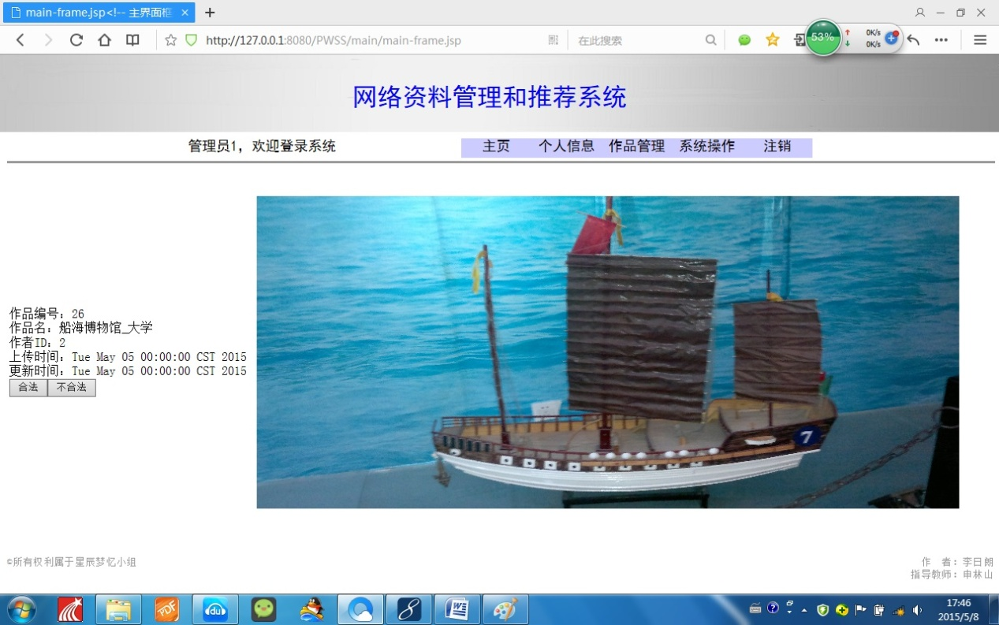 main-frame.jsp<!-- 主界面框
http://127.0.0.1:8080/PWSS/main/main-frame.jsp
在此搜索
53%
0K/s
0K/s
网络资料管理和推荐系统
管理员1，欢迎登录系统
主页 个人信息 作品管理 系统操作 注销
作品编号：26
作品名：船海博物馆_大学
作者ID：2
上传时间：Tue May 05 00:00:00 CST 2015
更新时间：Tue May 05 00:00:00 CST 2015
合法 不合法
7
©所有权利属于星辰梦忆小组
作 者：李日朗
指导教师：申林山
PDF
du
17:46
2015/5/8